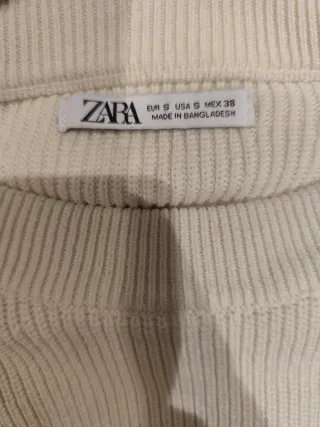 ZARA
EUR S USA S MEX 38
MADE IN BANGLADESH